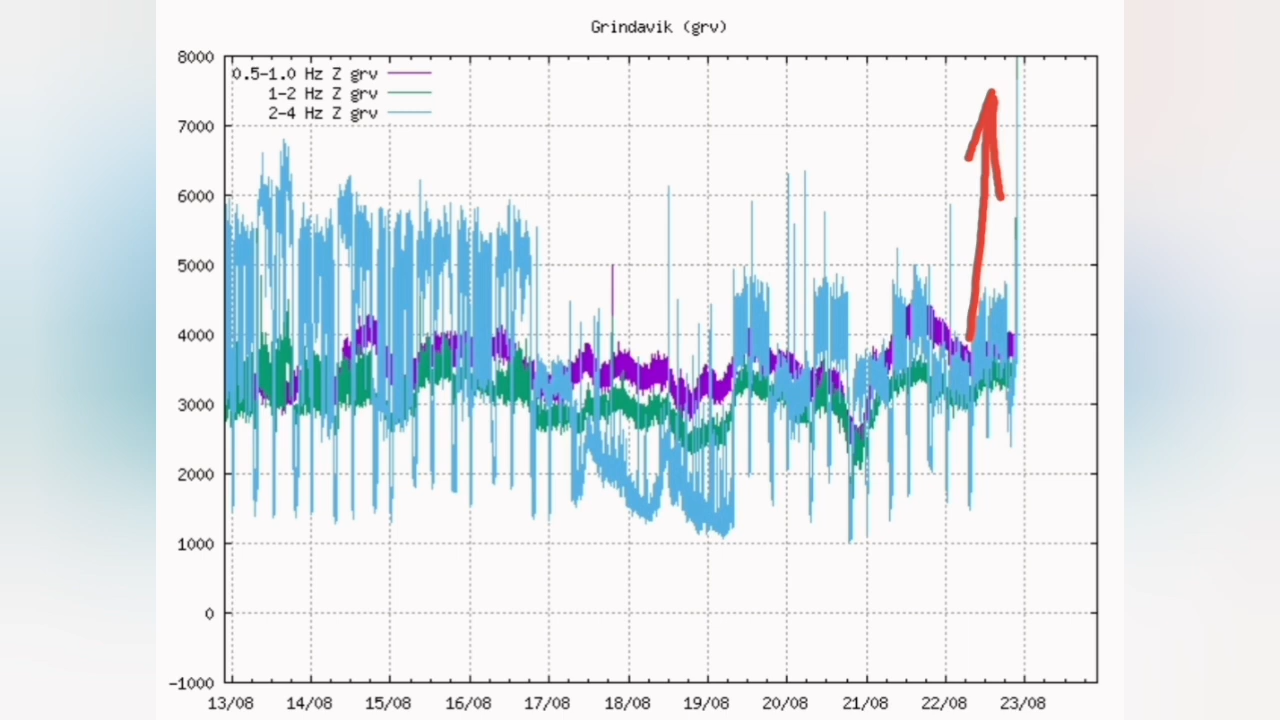 Grindavik (grv)
8000
0.5-1.0 Hz Z grv
1-2 Hz Z grv
2-4 Hz Z grv
7000
6000
5000
4000
3000
2000
1000
0
-1000
13/08 14/08 15/08 16/08 17/08 18/08 19/08 20/08 21/08 22/08 23/08